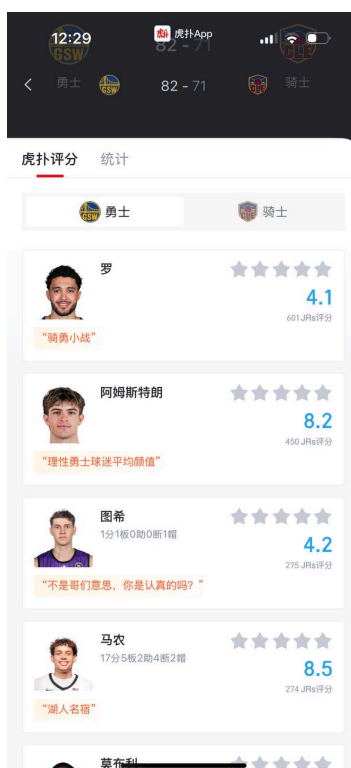 12:29
虎扑App
82 - 71
GSW
勇士
GSW
82 - 71
骑士
虎扑评分 统计
勇士
骑士
罗
4.1
601 JRs评分
“骑勇小战”
阿姆斯特朗
8.2
450 JRs评分
“理性勇士球迷平均颜值”
图希
1分1板0助0断1帽
4.2
275 JRs评分
“不是哥们意思，你是认真的吗？”
马农
17分5板2助4断2帽
8.5
274 JRs评分
“湖人名宿”
莫布利